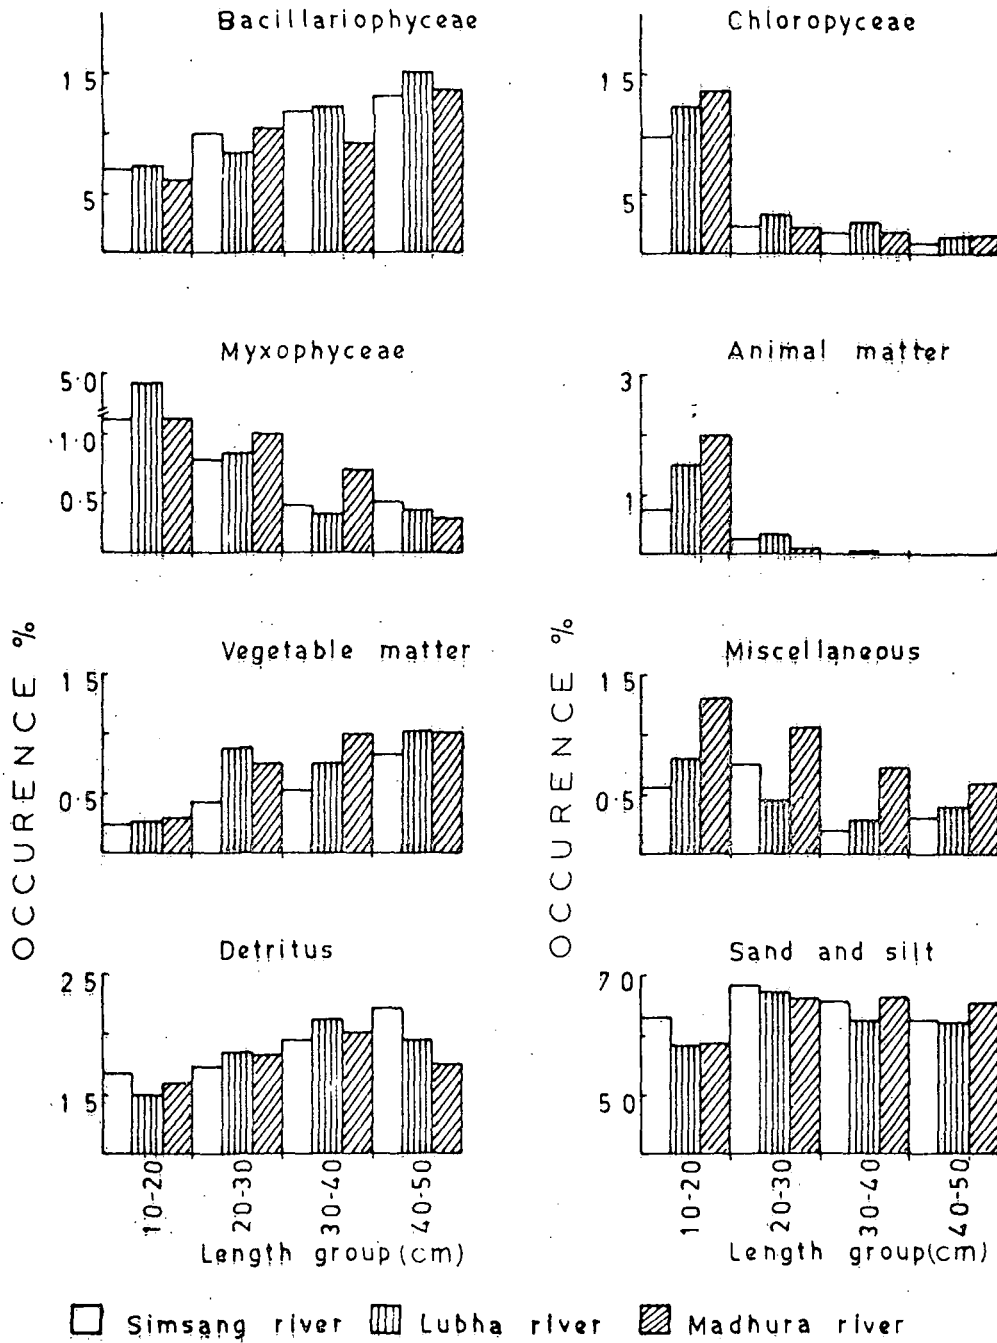 Bacillariophyceae
15
5
Chloropyceae
15
5
Myxophyceae
5.0
1.0
0.5
Animal matter
3
1
Vegetable matter
15
0.5
Miscellaneous
15
0.5
OCCURENCE %
OCCURENCE %
Detritus
25
15
Sand and silt
70
50
10-20
20-30
30-40
40-50
Length group (cm)
10-20
20-30
30-40
40-50
Length group (cm)
Simsang river Lubha river Madhura river